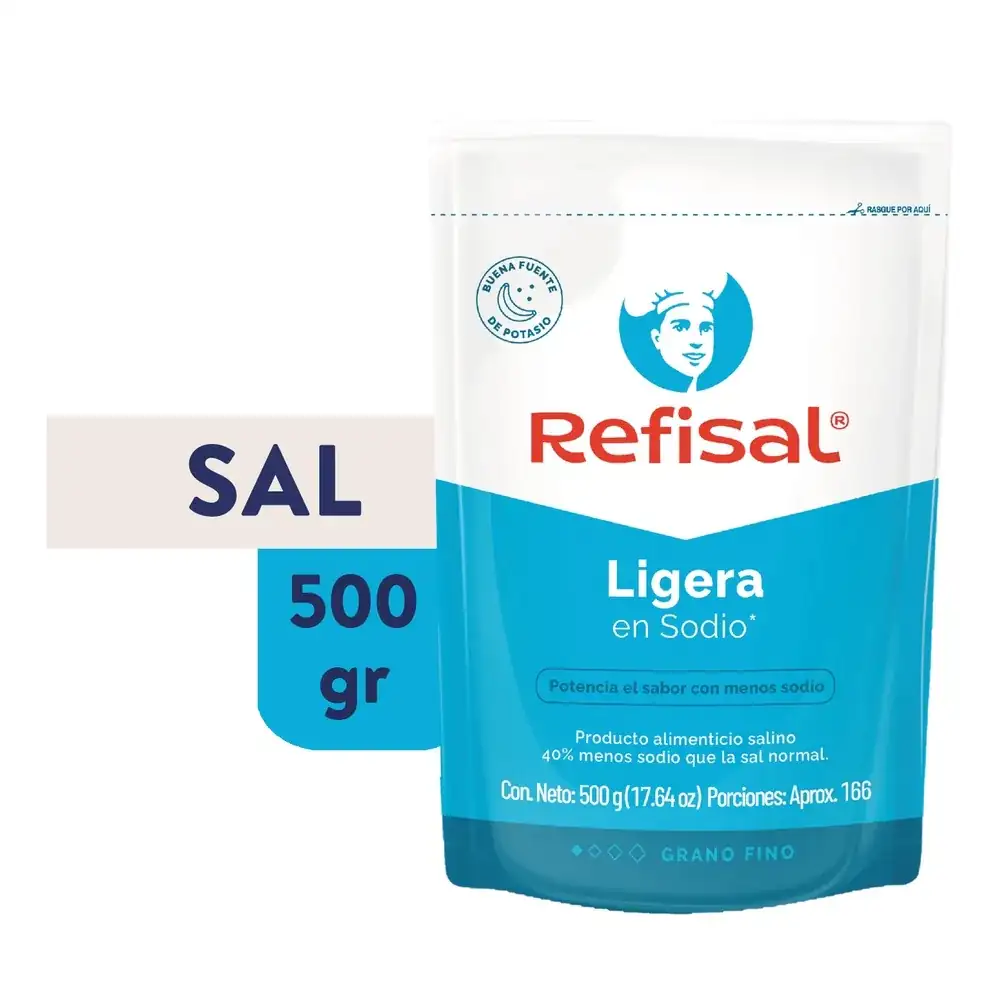 SAL
500
gr
RASGUE POR AQUÍ
BUENA FUENTE
DE POTASIO
Refisal®
Ligera
en Sodio*
Potencia el sabor con menos sodio
Producto alimenticio salino
40% menos sodio que la sal normal.
Con. Neto: 500 g (17.64 oz) Porciones: Aprox. 166
GRANO FINO